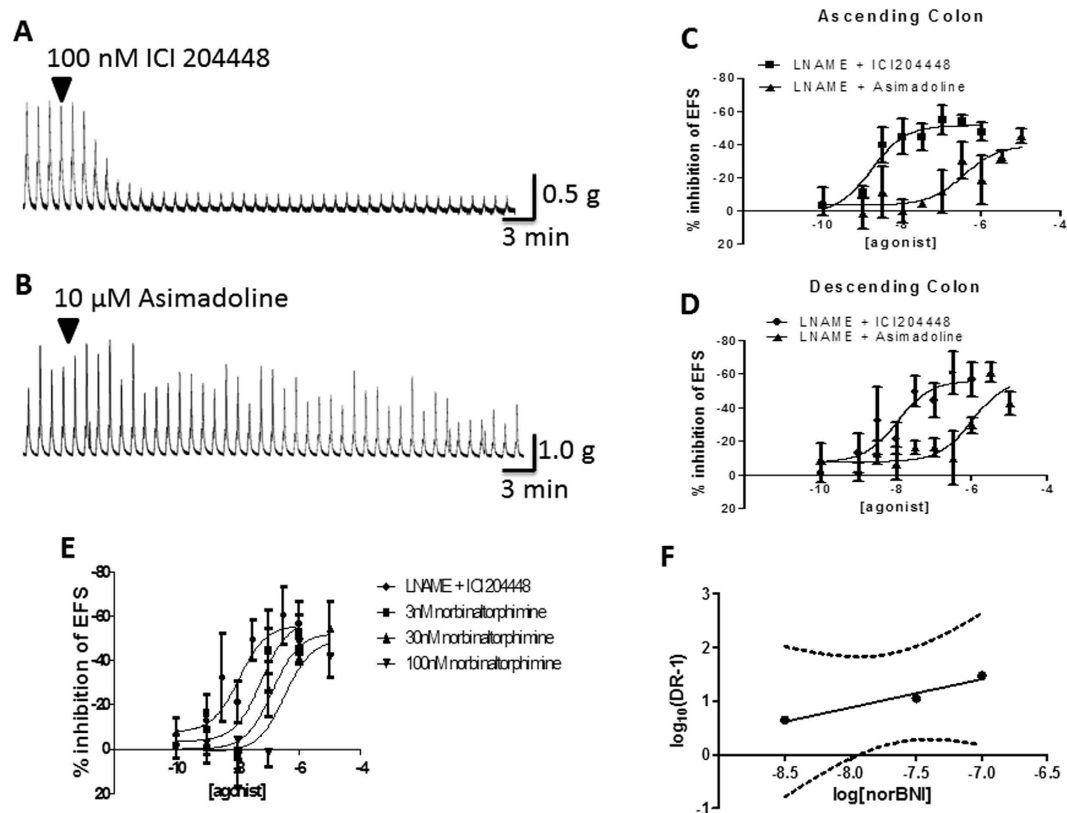 A
100 nM ICI 204448
0.5 g
3 min
B
10 µM Asimadoline
1.0 g
3 min
Ascending Colon
C
LNAME + ICI204448
LNAME + Asimadoline
% inhibition of EFS
-80
-60
-40
-20
0
20
-10
-8
-6
-4
[agonist]
Descending Colon
D
LNAME + ICI204448
LNAME + Asimadoline
% inhibition of EFS
-80
-60
-40
-20
0
20
-10
-8
-6
-4
[agonist]
E
% inhibition of EFS
-80
-60
-40
-20
0
20
-10
-8
-6
-4
[agonist]
LNAME + ICI204448
3nM norbinaltorphimine
30nM norbinaltorphimine
100nM norbinaltorphimine
F
log10(DR-1)
3
2
1
0
-1
-8.5
-8.0
-7.5
-7.0
-6.5
log[norBNI]